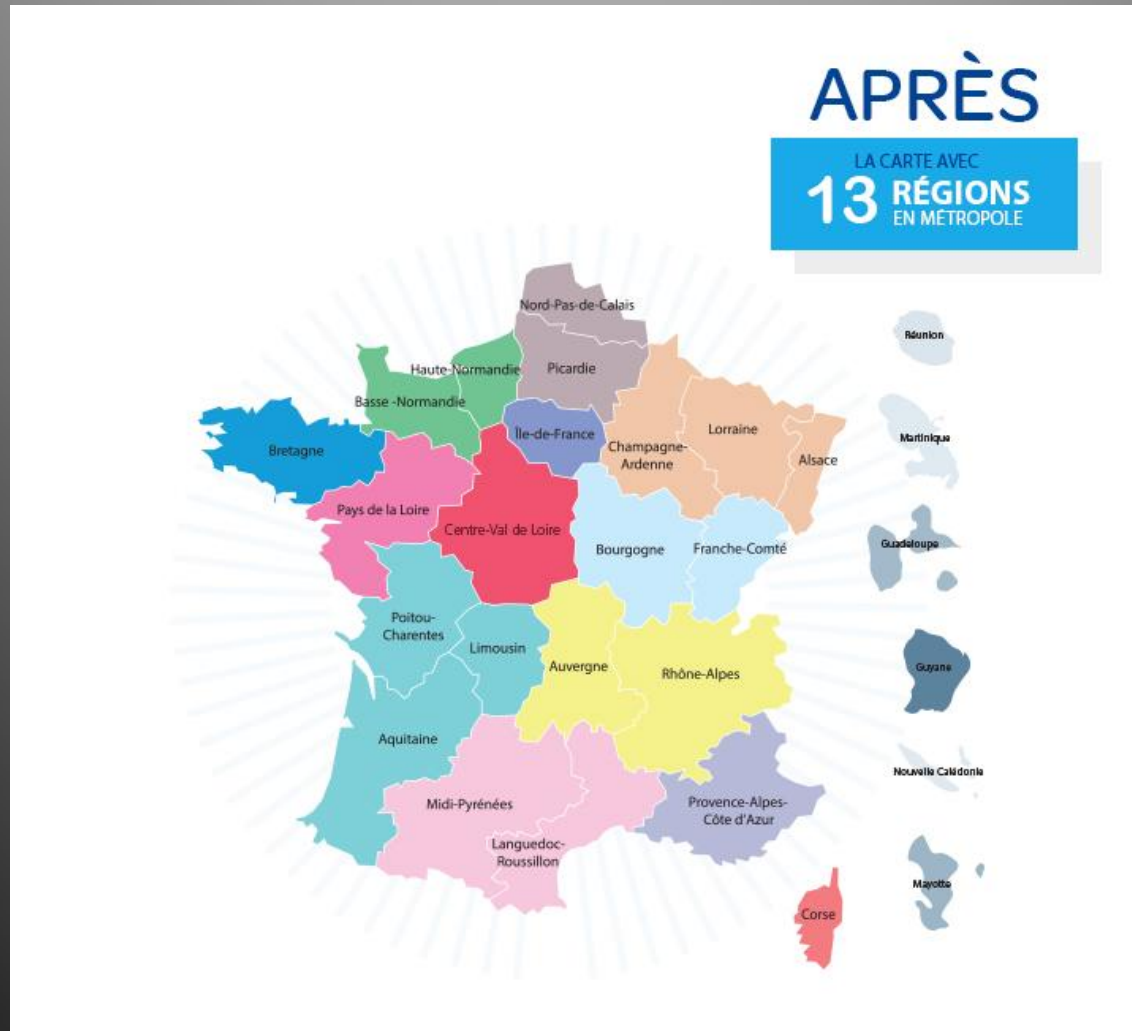 APRÈS
LA CARTE AVEC
13 RÉGIONS
EN MÉTROPOLE
Nord-Pas-de-Calais
Réunion
Haute-Normandie
Picardie
Basse -Normandie
Île-de-France
Lorraine
Martinique
Champagne-
Ardenne
Bretagne
Alsace
Pays de la Loire
Centre-Val de Loire
Bourgogne
Franche-Comté
Guadeloupe
Poitou-
Charentes
Limousin
Auvergne
Rhône-Alpes
Guyane
Aquitaine
Nouvelle Calédonie
Midi-Pyrénées
Provence-Alpes-
Côte d'Azur
Languedoc-
Roussillon
Mayotte
Corse